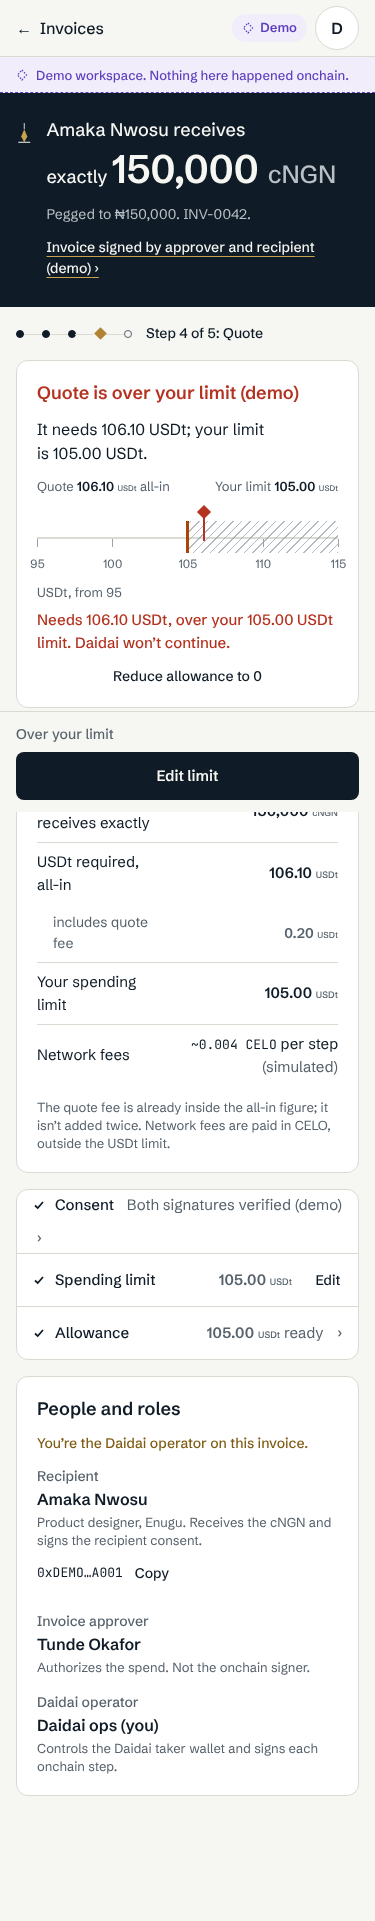 ← Invoices
Demo
D
Demo workspace. Nothing here happened onchain.
Amaka Nwosu receives
exactly 150,000 cNGN
Pegged to ₦150,000. INV-0042.
Invoice signed by approver and recipient
(demo) ›
Step 4 of 5: Quote
Quote is over your limit (demo)
It needs 106.10 USDt; your limit
is 105.00 USDt.
Quote 106.10 USDt all-in
Your limit 105.00 USDt
95 100 105 110 115
USDt, from 95
Needs 106.10 USDt, over your 105.00 USDt
limit. Daidai won’t continue.
Reduce allowance to 0
Over your limit
Edit limit
150,000 cNGN
receives exactly
USDt required,
all-in
106.10 USDt
includes quote
fee
0.20 USDt
Your spending
limit
105.00 USDt
Network fees
~0.004 CELO per step
(simulated)
The quote fee is already inside the all-in figure; it
isn’t added twice. Network fees are paid in CELO,
outside the USDt limit.
Consent Both signatures verified (demo)
›
Spending limit 105.00 USDt Edit
Allowance 105.00 USDt ready ›
People and roles
You’re the Daidai operator on this invoice.
Recipient
Amaka Nwosu
Product designer, Enugu. Receives the cNGN and
signs the recipient consent.
0xDEMO…A001 Copy
Invoice approver
Tunde Okafor
Authorizes the spend. Not the onchain signer.
Daidai operator
Daidai ops (you)
Controls the Daidai taker wallet and signs each
onchain step.